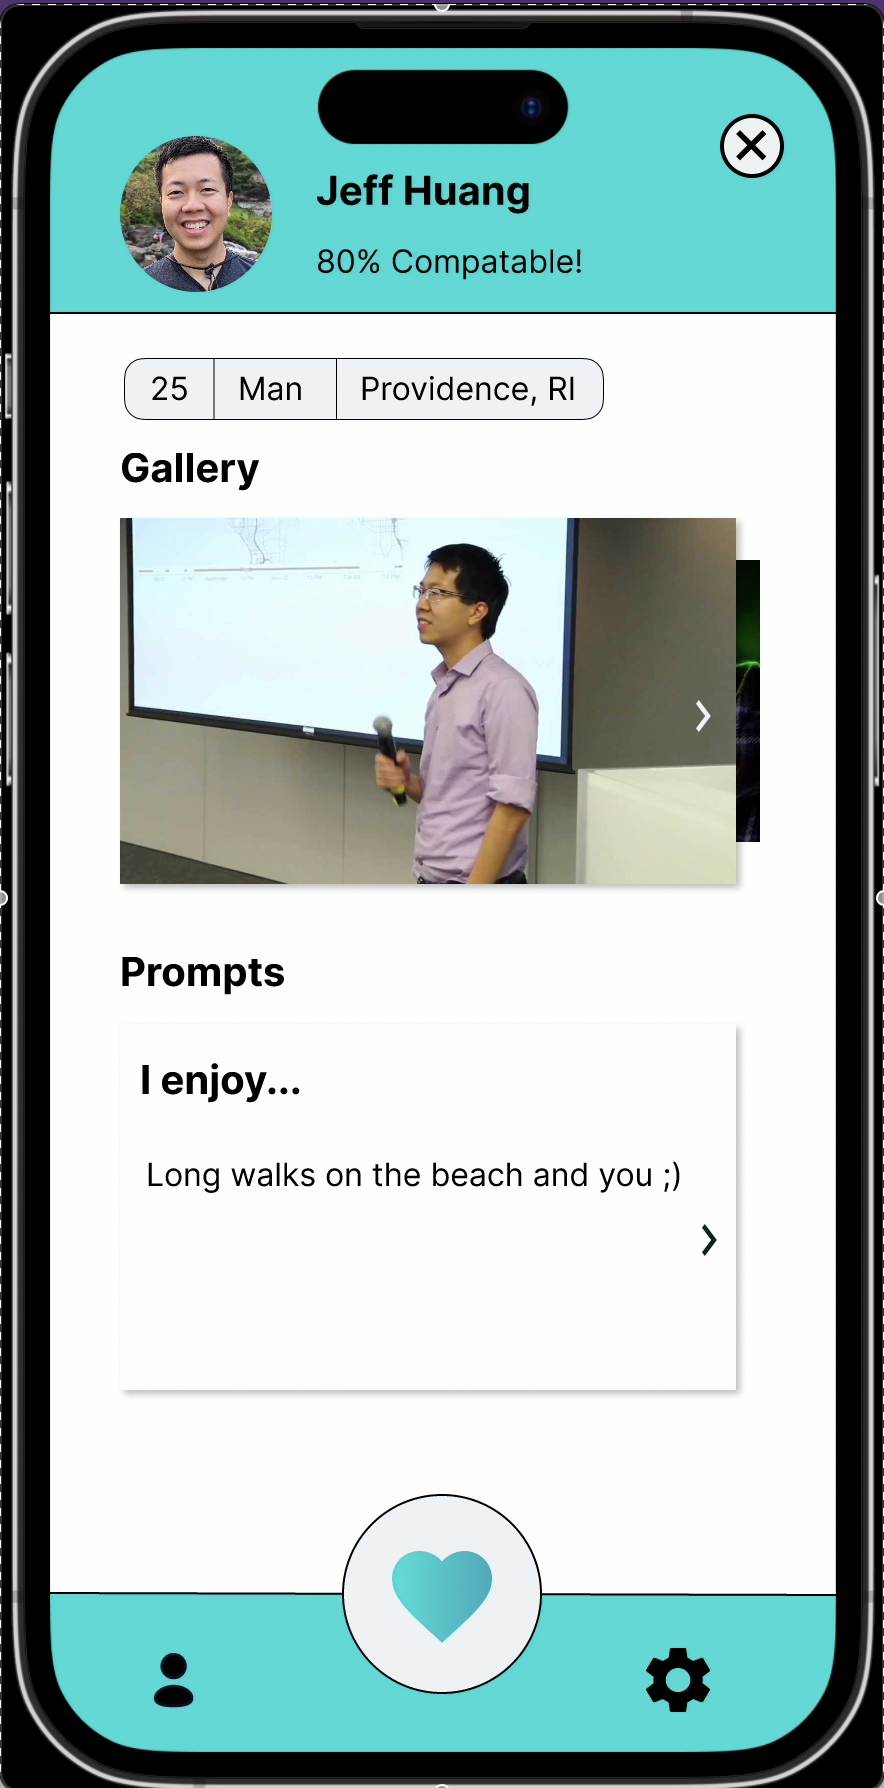 Jeff Huang
80% Compatable!
25 Man Providence, RI
Gallery
Prompts
I enjoy...
Long walks on the beach and you ;)